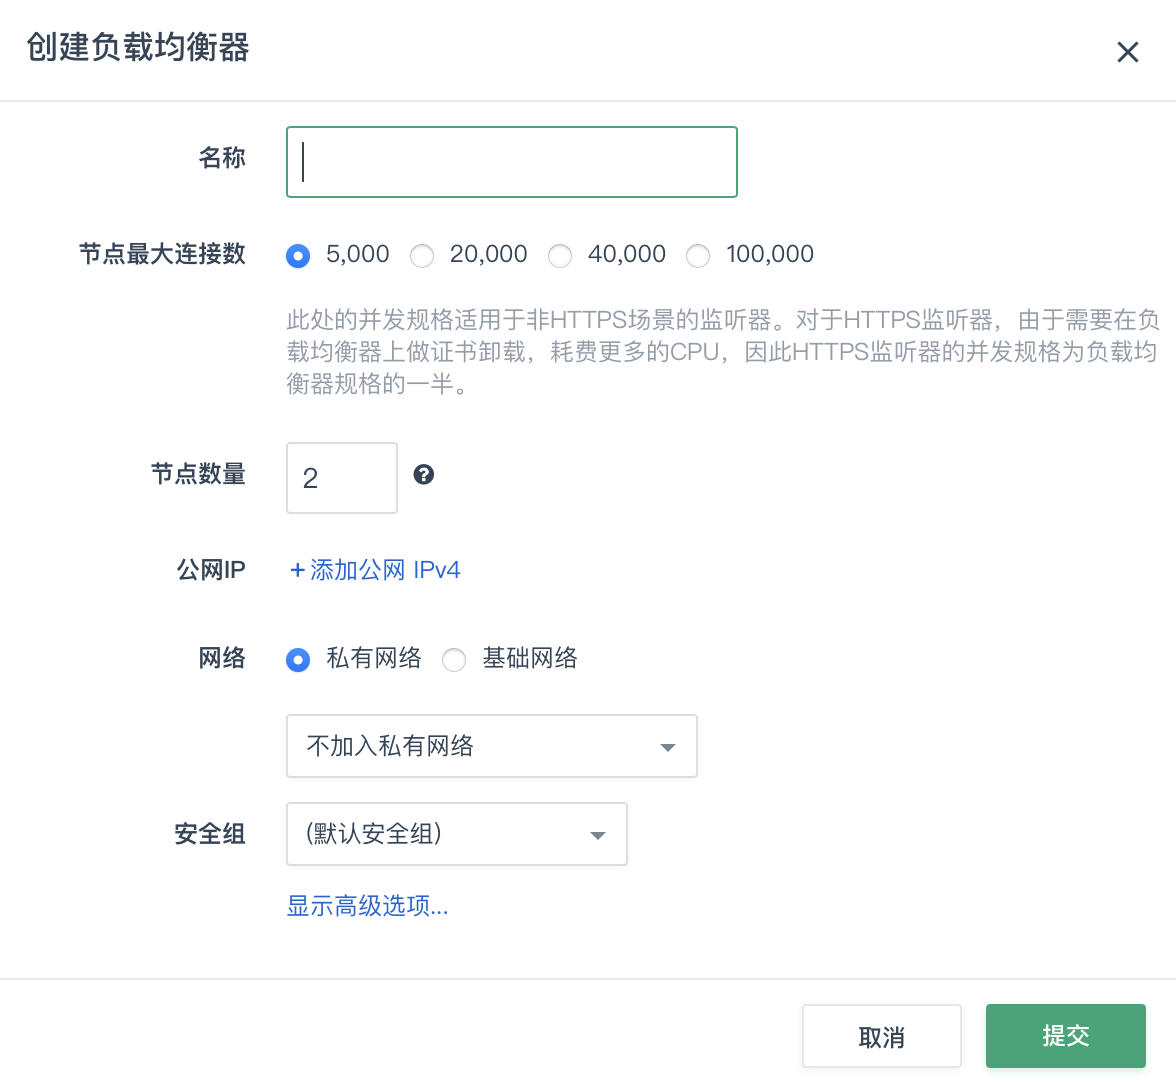 创建负载均衡器
名称
节点最大连接数 5,000 20,000 40,000 100,000
此处的并发规格适用于非HTTPS场景的监听器。对于HTTPS监听器，由于需要在负
载均衡器上做证书卸载，耗费更多的CPU，因此HTTPS监听器的并发规格为负载均
衡器规格的一半。
节点数量 2
公网IP +添加公网 IPv4
网络 私有网络 基础网络
不加入私有网络
安全组 (默认安全组)
显示高级选项...
取消 提交